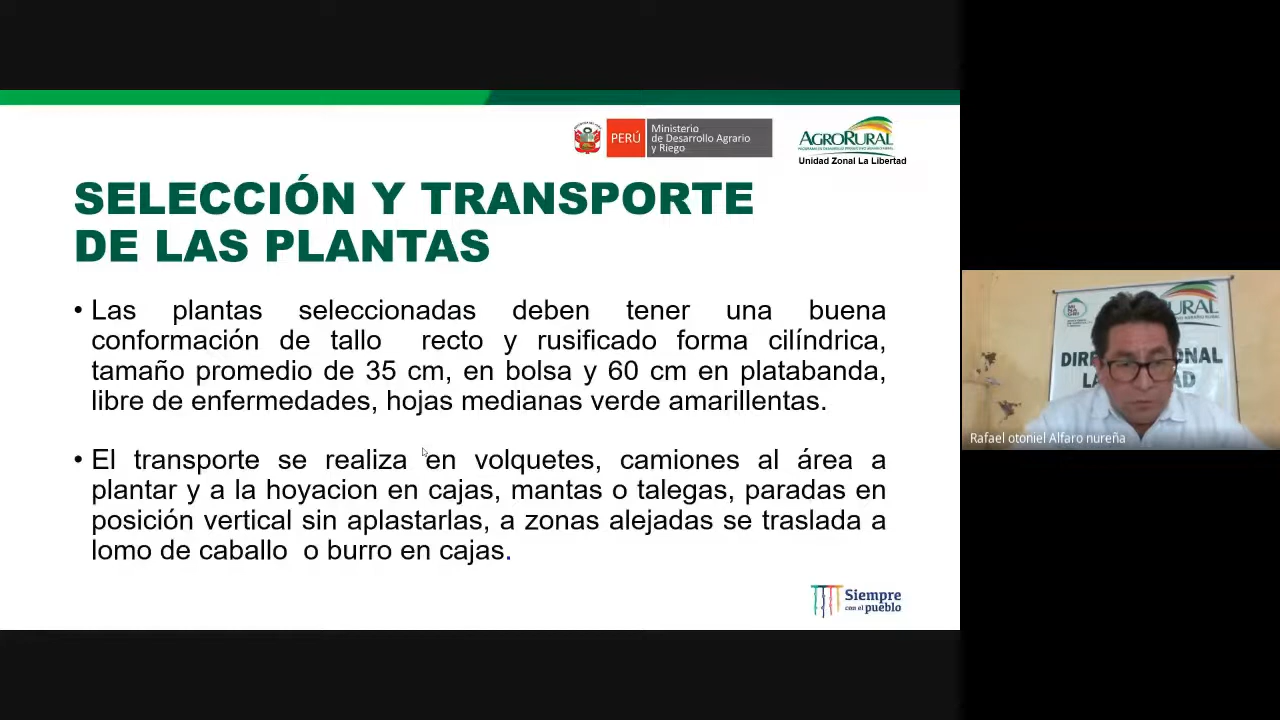 PERÚ
Ministerio
de Desarrollo Agrario
y Riego
AGRORURAL
Unidad Zonal La Libertad
SELECCIÓN Y TRANSPORTE
DE LAS PLANTAS
• Las plantas seleccionadas deben tener una buena
conformación de tallo recto y rusificado forma cilíndrica,
tamaño promedio de 35 cm, en bolsa y 60 cm en platabanda,
libre de enfermedades, hojas medianas verde amarillentas.
• El transporte se realiza en volquetes, camiones al área a
plantar y a la hoyacion en cajas, mantas o talegas, paradas en
posición vertical sin aplastarlas, a zonas alejadas se traslada a
lomo de caballo o burro en cajas.
Siempre
con el pueblo
Rafael otoniel Alfaro nureña